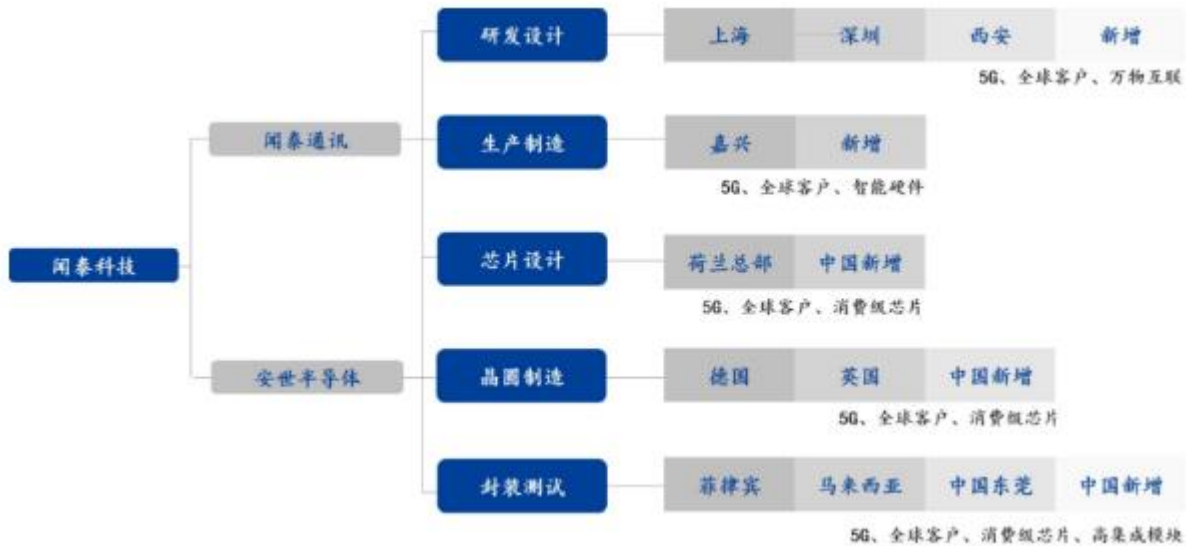 研发设计 上海 深圳 西安 新增
5G、全球客户、万物互联
闻泰通讯
生产制造 嘉兴 新增
5G、全球客户、智能硬件
闻泰科技
芯片设计 荷兰总部 中国新增
5G、全球客户、消费级芯片
安世半导体
晶圆制造 德国 英国 中国新增
5G、全球客户、消费级芯片
封装测试 菲律宾 马来西亚 中国东莞 中国新增
5G、全球客户、消费级芯片、高集成模块